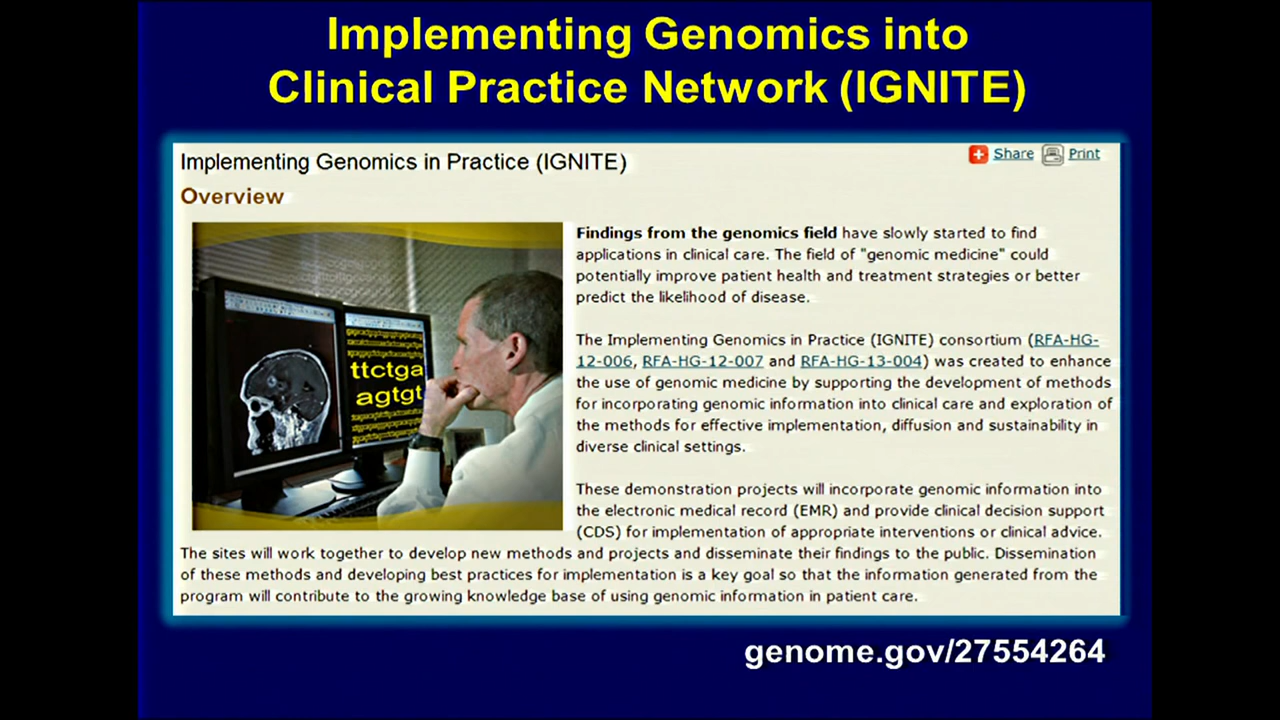 Implementing Genomics into
Clinical Practice Network (IGNITE)
Implementing Genomics in Practice (IGNITE)
Share Print
Overview
Findings from the genomics field have slowly started to find
applications in clinical care. The field of "genomic medicine" could
potentially improve patient health and treatment strategies or better
predict the likelihood of disease.
The Implementing Genomics in Practice (IGNITE) consortium (RFA-HG-
12-006, RFA-HG-12-007 and RFA-HG-13-004) was created to enhance
the use of genomic medicine by supporting the development of methods
for incorporating genomic information into clinical care and exploration of
the methods for effective implementation, diffusion and sustainability in
diverse clinical settings.
These demonstration projects will incorporate genomic information into
the electronic medical record (EMR) and provide clinical decision support
(CDS) for implementation of appropriate interventions or clinical advice.
The sites will work together to develop new methods and projects and disseminate their findings to the public. Dissemination
of these methods and developing best practices for implementation is a key goal so that the information generated from the
program will contribute to the growing knowledge base of using genomic information in patient care.
ttctga
agtgt
genome.gov/27554264